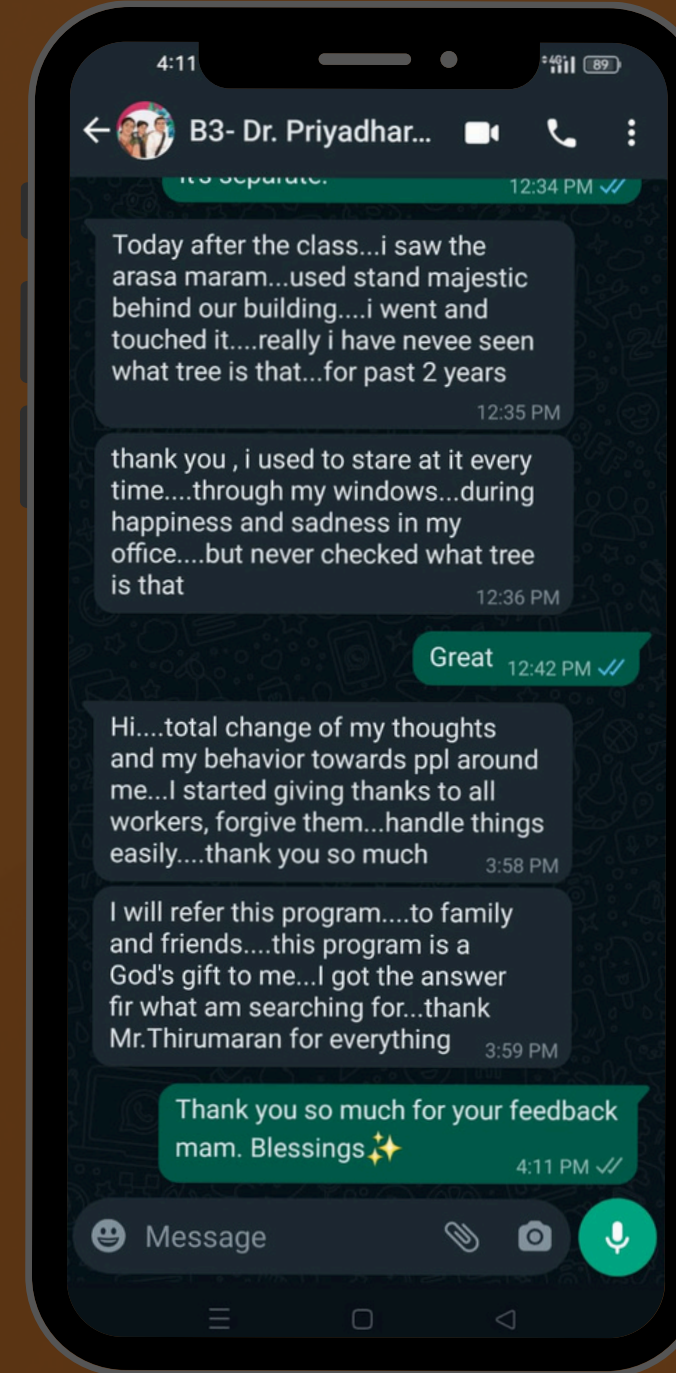 4:11
4G
89
B3- Dr. Priyadhar...
it's separate.
12:34 PM
Today after the class...i saw the
arasa maram...used stand majestic
behind our building....i went and
touched it....really i have nevee seen
what tree is that...for past 2 years
12:35 PM
thank you , i used to stare at it every
time....through my windows...during
happiness and sadness in my
office....but never checked what tree
is that
12:36 PM
Great
12:42 PM
Hi....total change of my thoughts
and my behavior towards ppl around
me...I started giving thanks to all
workers, forgive them...handle things
easily....thank you so much
3:58 PM
I will refer this program....to family
and friends....this program is a
God's gift to me...I got the answer
fir what am searching for...thank
Mr.Thirumaran for everything
3:59 PM
Thank you so much for your feedback
mam. Blessings✨
4:11 PM
Message